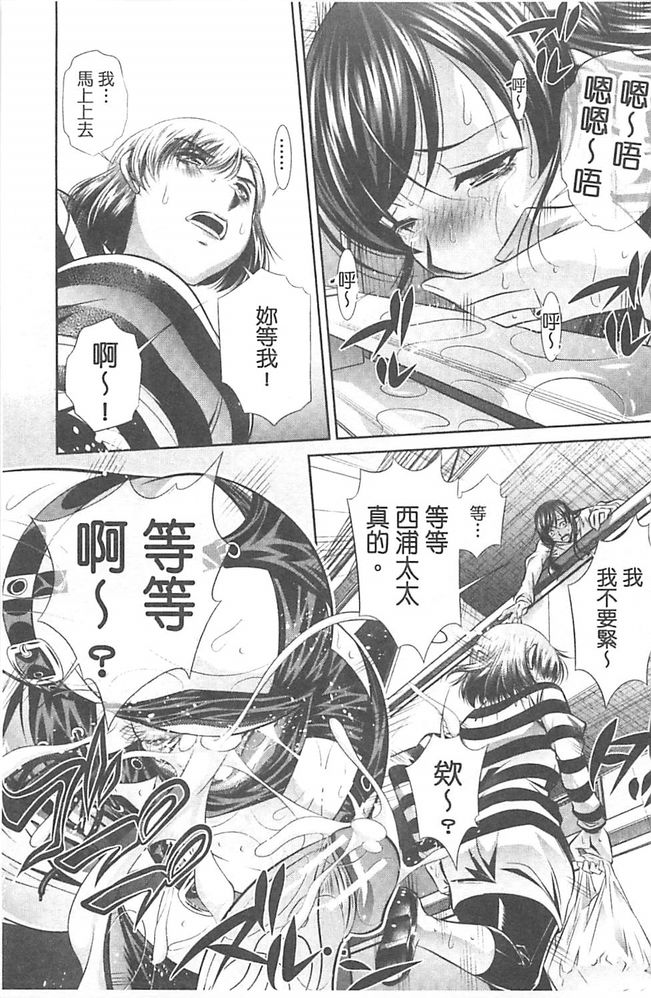 嗯～唔
嗯嗯～唔
呼～
呼～
呼～
呼～
……
我…
馬上上去
妳等我！
啊～！
我
我不要緊～
等…
等等
西浦太太
真的。
欸～？
等等
啊～？